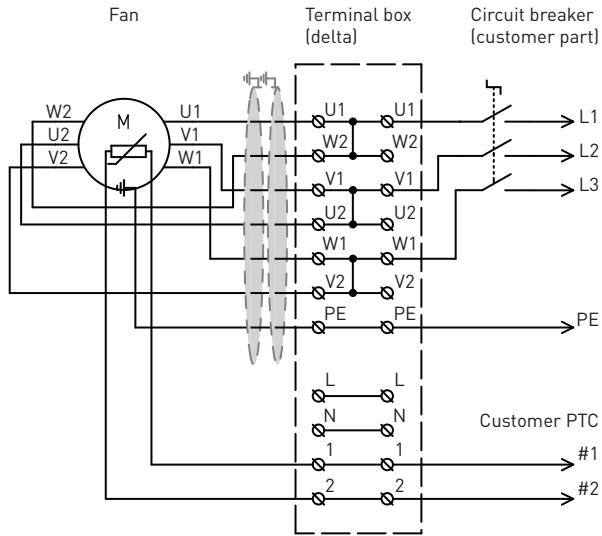 Fan
Terminal box
(delta)
Circuit breaker
(customer part)
W2
U2
V2
M
U1
V1
W1
U1 U1
W2 W2
V1 V1
U2 U2
W1 W1
V2 V2
PE PE
L L
N N
1 1
2 2
L1
L2
L3
PE
Customer PTC
#1
#2